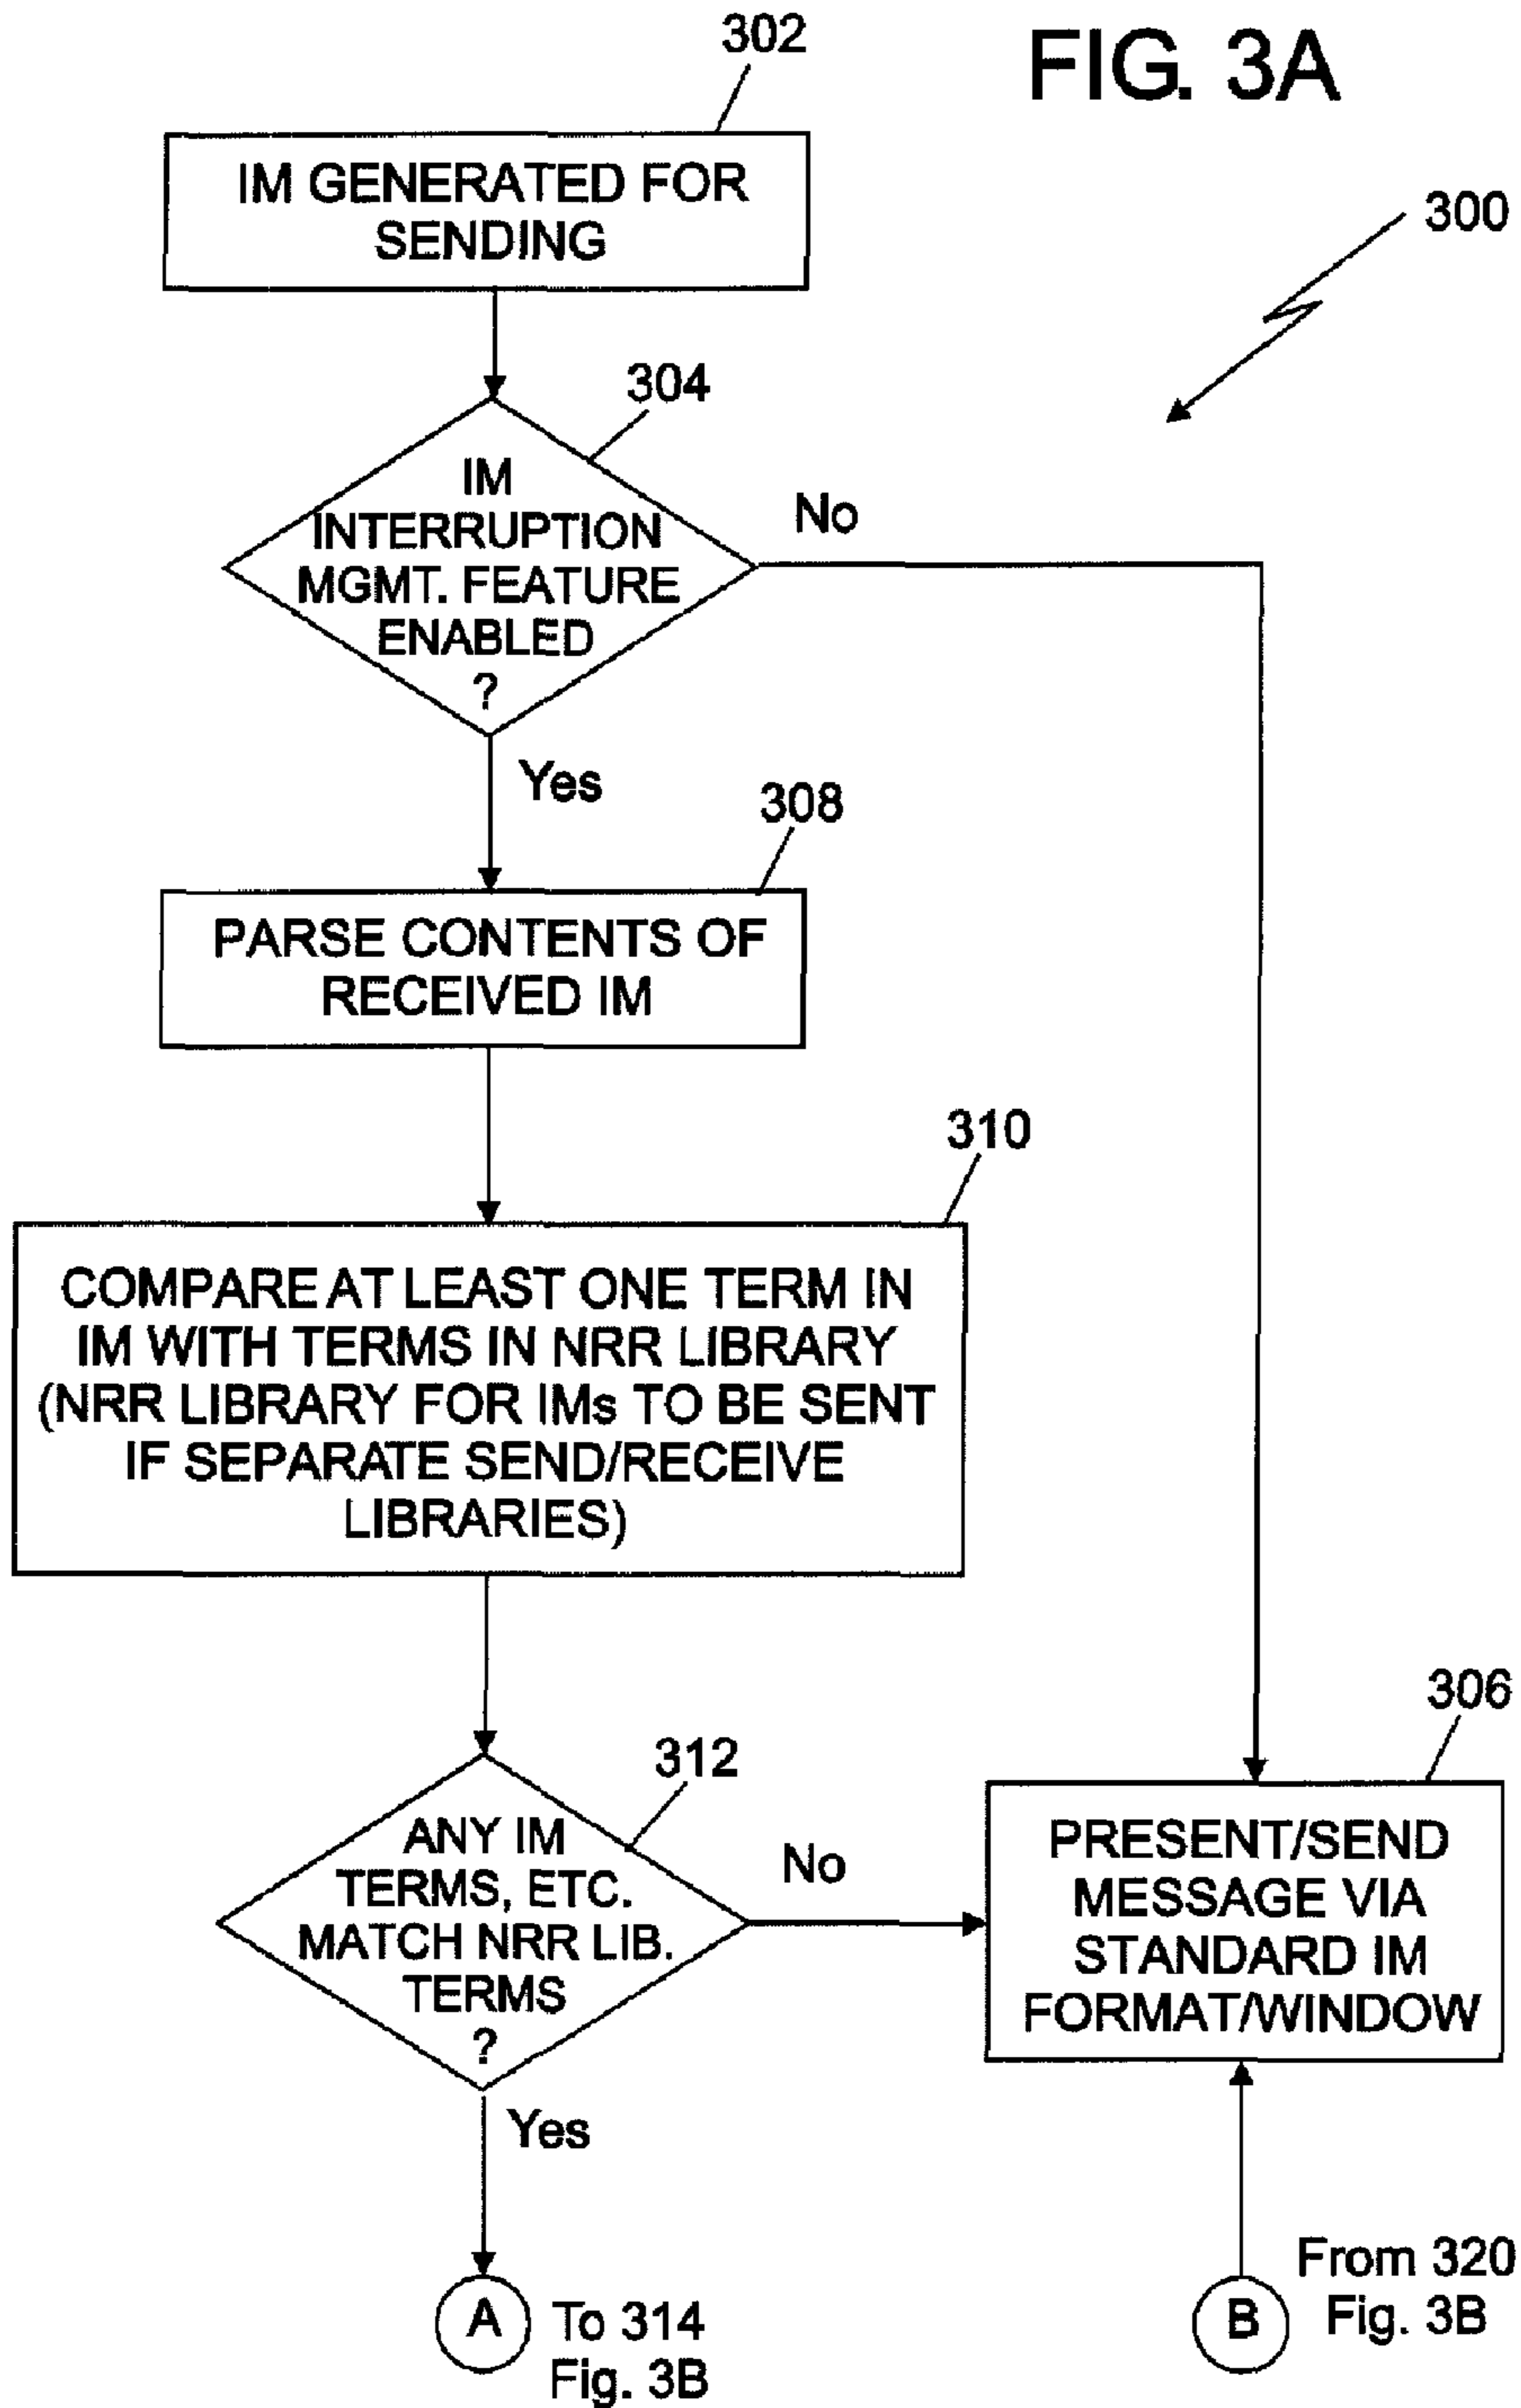 FIG. 3A
302
IM GENERATED FOR
SENDING
300
304
IM
INTERRUPTION
MGMT. FEATURE
ENABLED
?
No
Yes
308
PARSE CONTENTS OF
RECEIVED IM
310
COMPARE AT LEAST ONE TERM IN
IM WITH TERMS IN NRR LIBRARY
(NRR LIBRARY FOR IMs TO BE SENT
IF SEPARATE SEND/RECEIVE
LIBRARIES)
312
ANY IM
TERMS, ETC.
MATCH NRR LIB.
TERMS
?
No
Yes
306
PRESENT/SEND
MESSAGE VIA
STANDARD IM
FORMAT/WINDOW
A
To 314
Fig. 3B
B
From 320
Fig. 3B